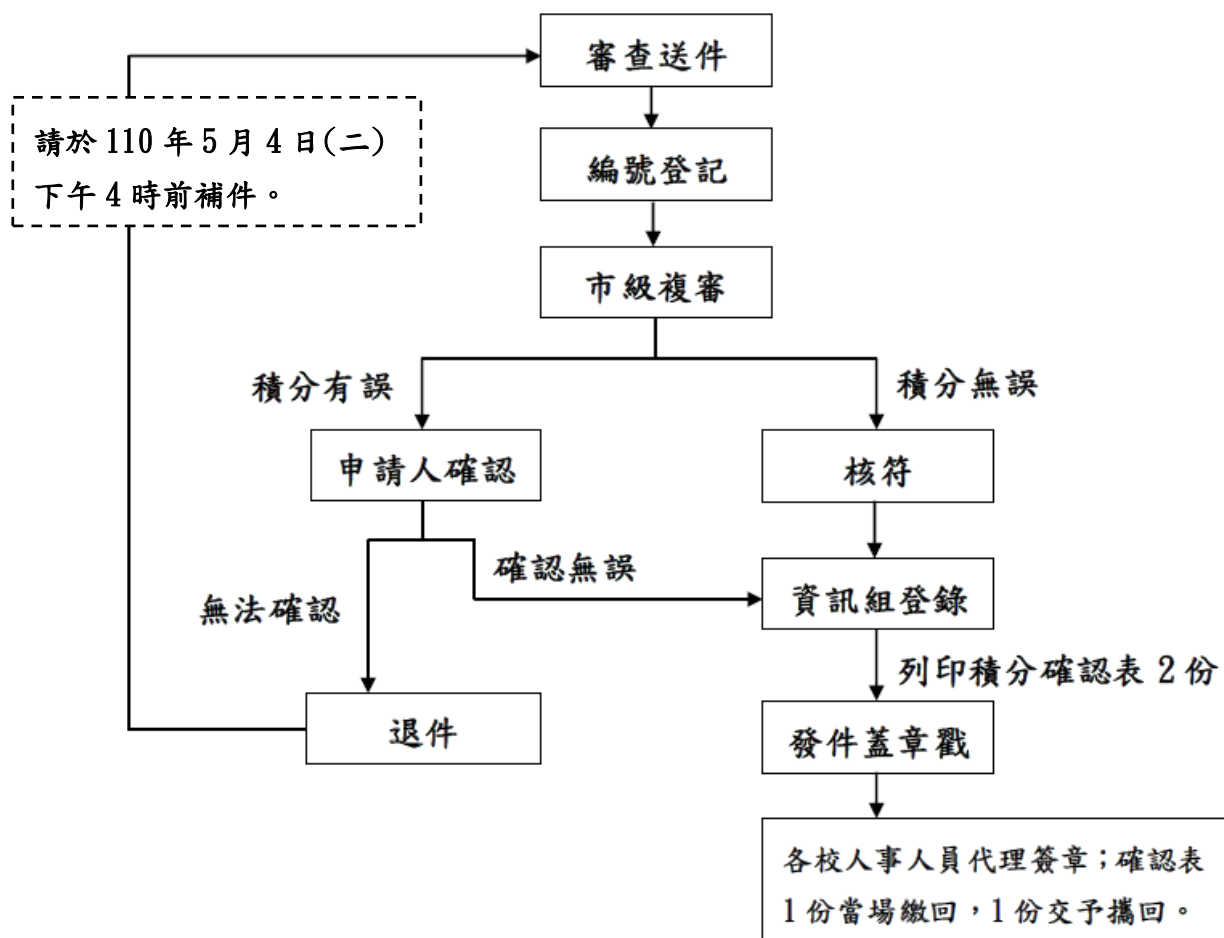 審查送件
請於 110 年 5 月 4 日(二)
下午 4 時前補件。
編號登記
市級複審
積分有誤
積分無誤
申請人確認
核符
確認無誤
無法確認
資訊組登錄
列印積分確認表 2 份
退件
發件蓋章戳
各校人事人員代理簽章;確認表
1 份當場繳回,1 份交予攜回。